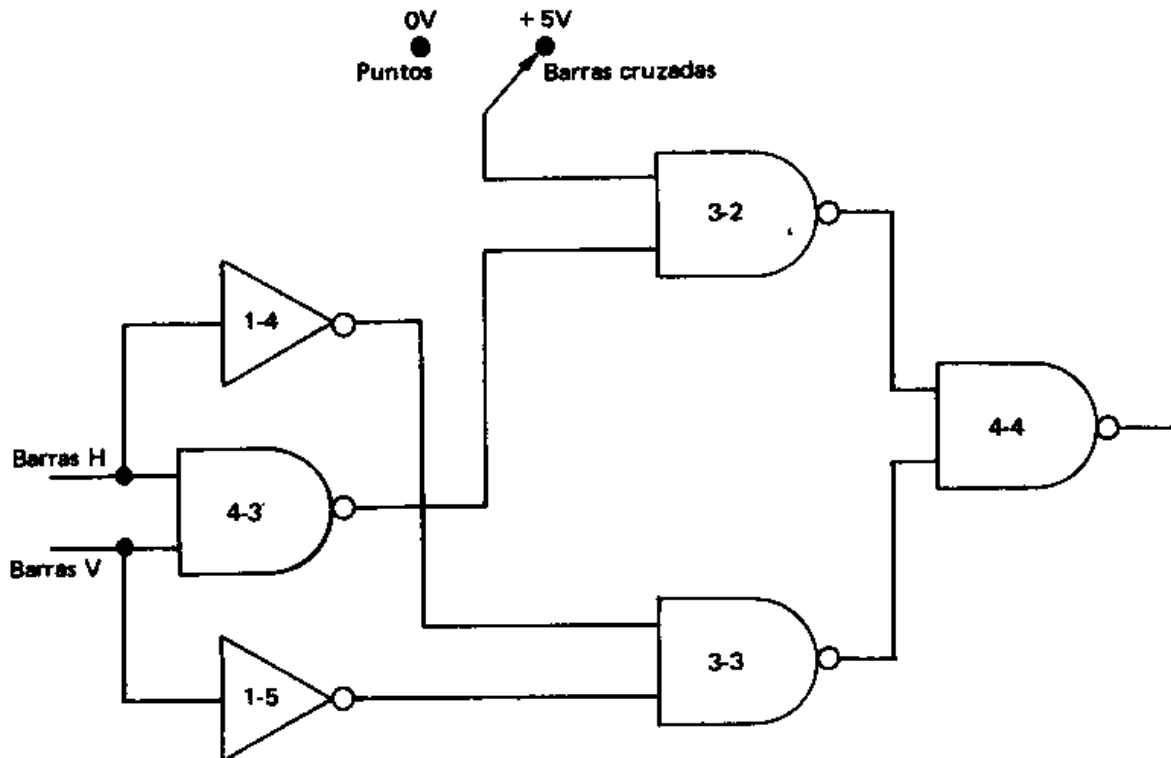 0V
+ 5V
Puntos
Barras cruzadas
3-2
1-4
4-4
Barras H
4-3
Barras V
3-3
1-5